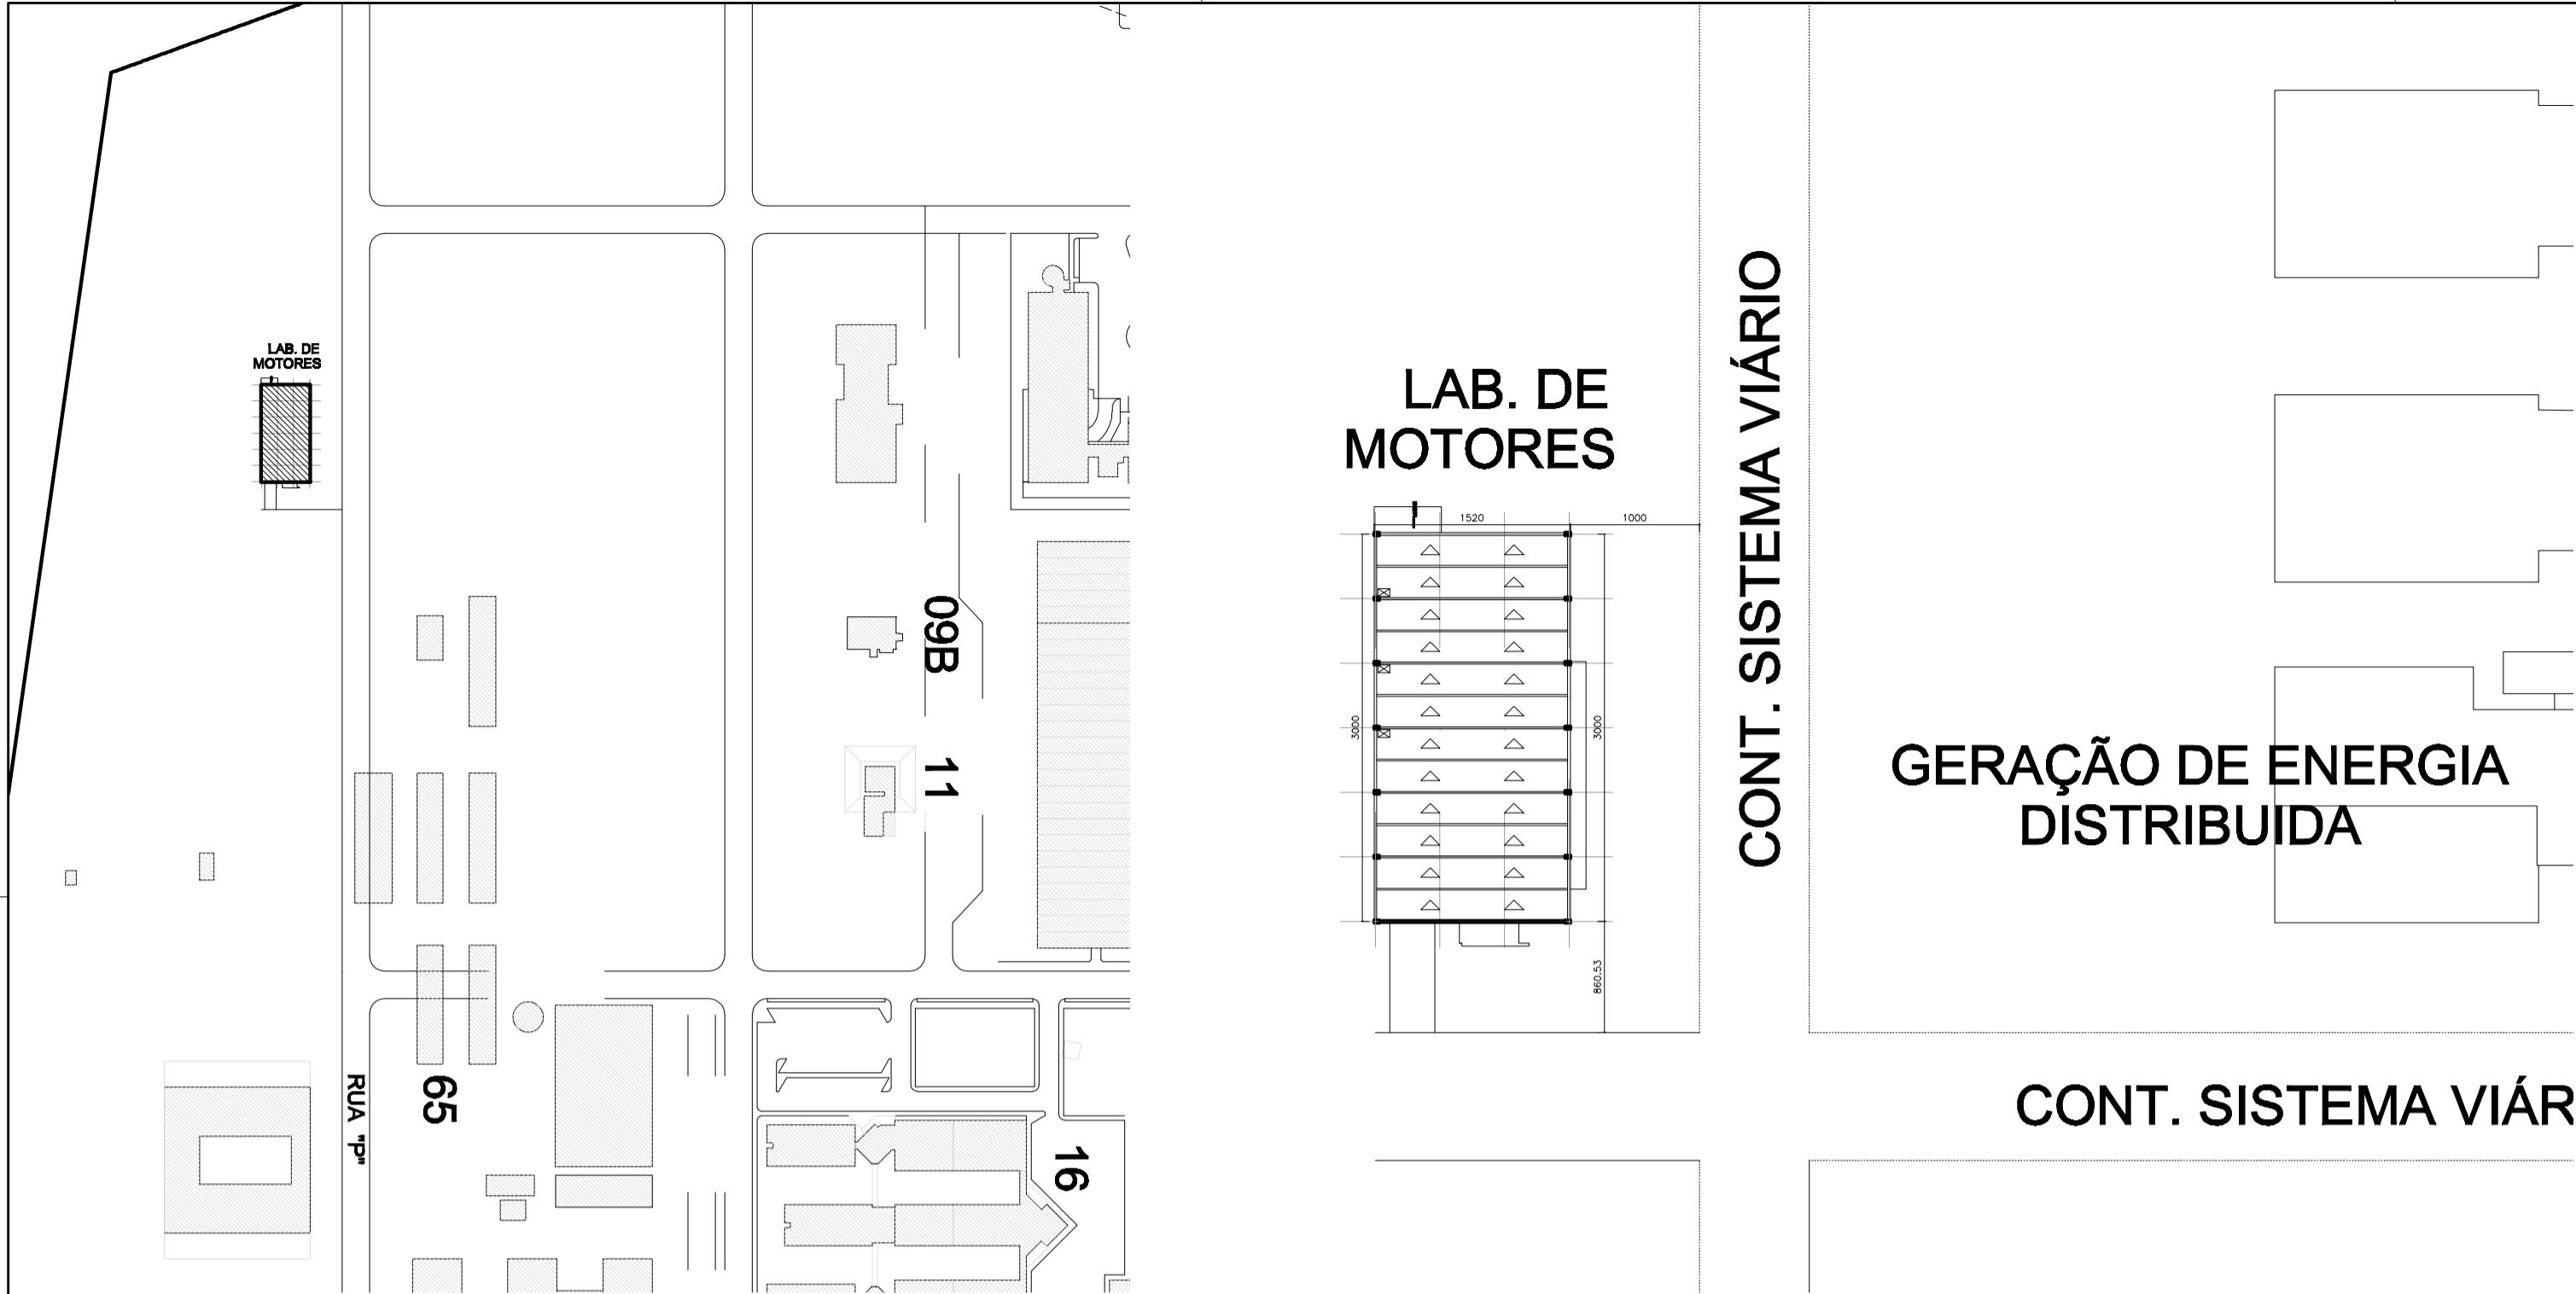 LAB. DE
MOTORES
09B
11
65
RUA "P"
16
LAB. DE
MOTORES
1520
1000
3000
3000
860.53
CONT. SISTEMA VIÁRIO
GERAÇÃO DE ENERGIA
DISTRIBUIDA
CONT. SISTEMA VIÁR